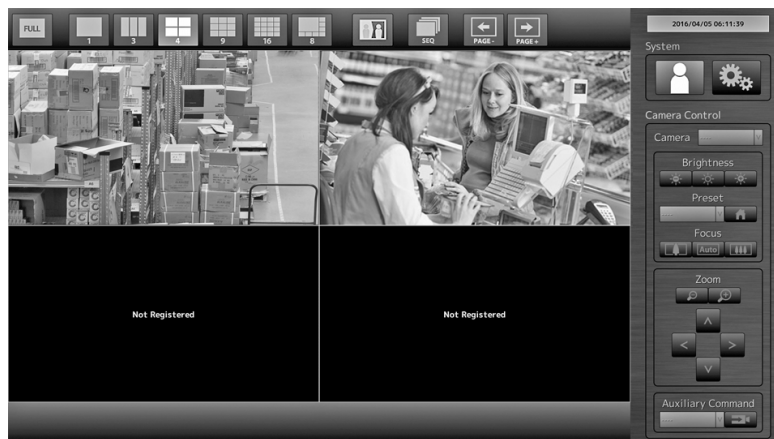 FULL
1
3
4
9
16
8
SEQ
PAGE-
PAGE+
2016/04/05 06:11:39
System
Camera Control
Camera
Brightness
Preset
Focus
Auto
Zoom
Not Registered
Not Registered
Auxiliary Command